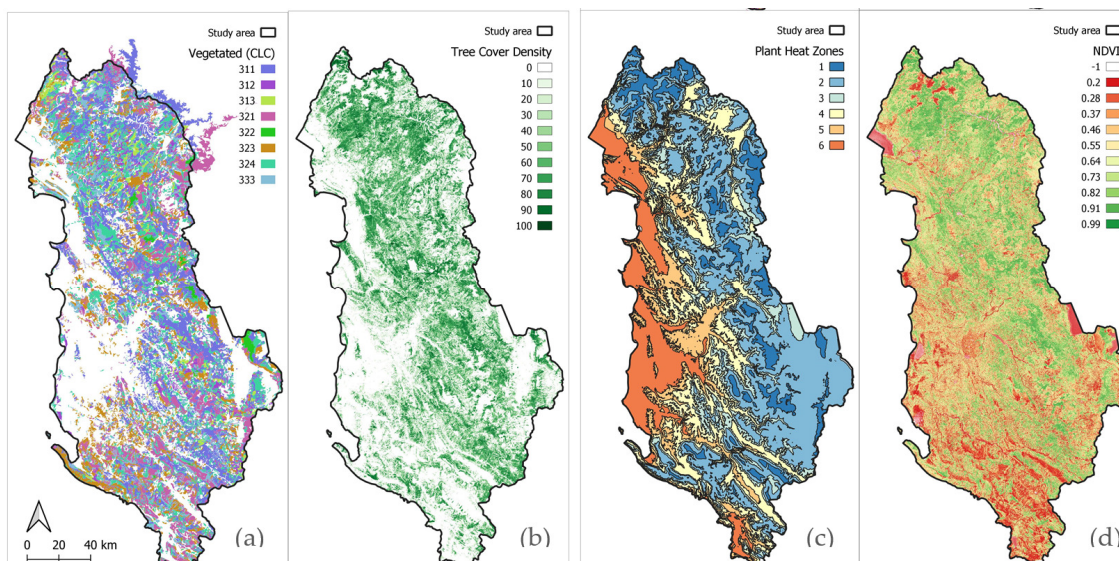 Study area
Vegetated (CLC)
311
312
313
321
322
323
324
333
0 20 40 km
(a)
Study area
Tree Cover Density
0
10
20
30
40
50
60
70
80
90
100
(b)
Study area
Plant Heat Zones
1
2
3
4
5
6
(c)
Study area
NDVI
-1
0.2
0.28
0.37
0.46
0.55
0.64
0.73
0.82
0.91
0.99
(d)